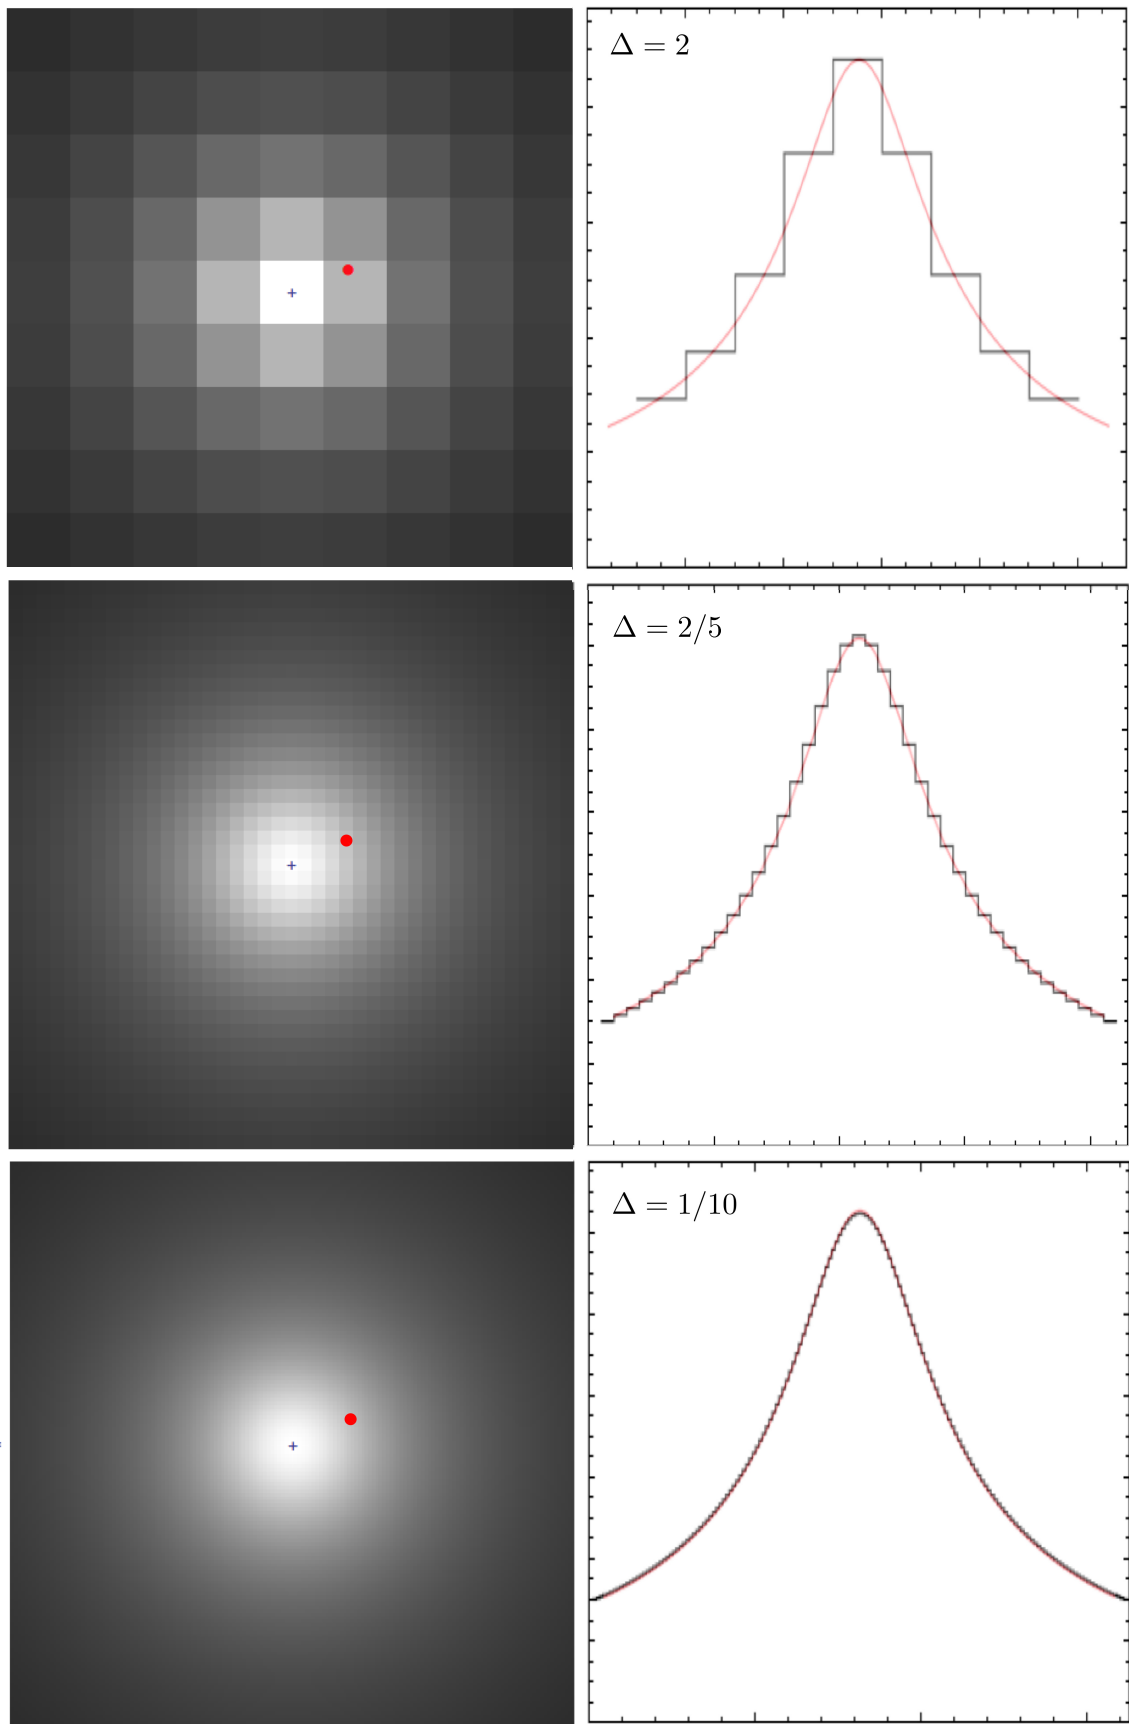 Δ = 2
Δ = 2/5
Δ = 1/10